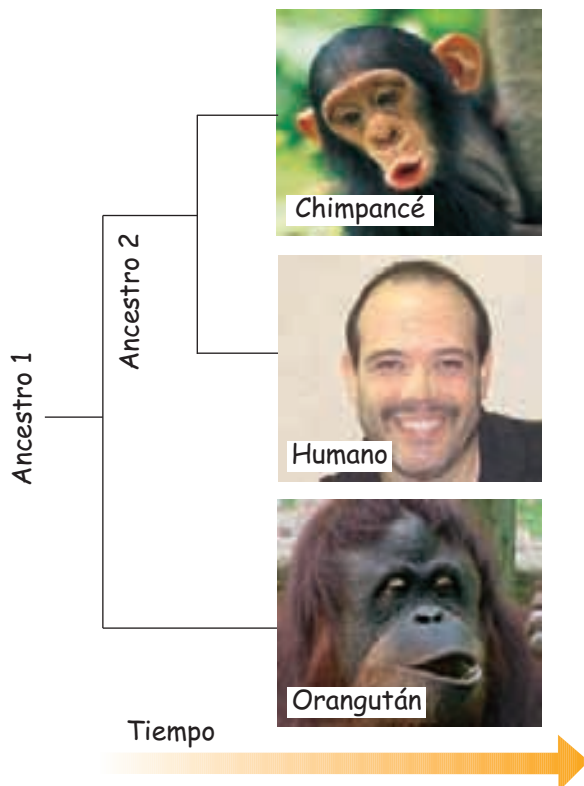 Chimpancé
Ancestro 2
Humano
Ancestro 1
Orangután
Tiempo